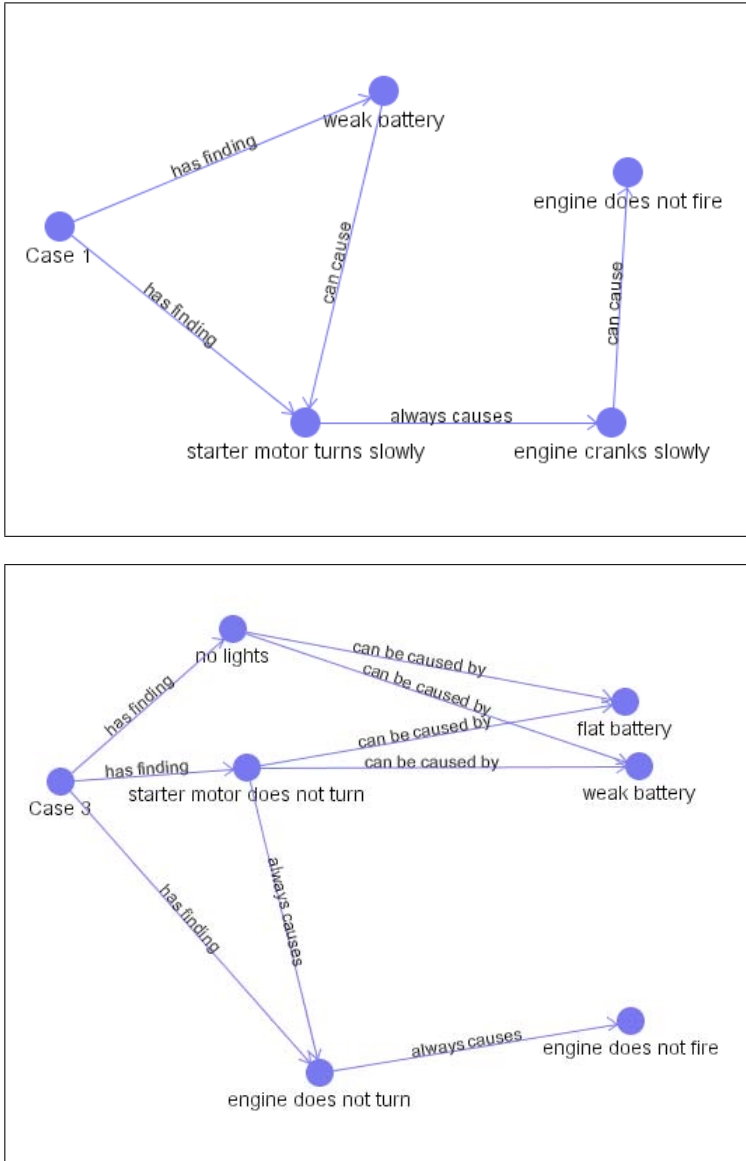 weak battery
has finding
engine does not fire
Case 1
can cause
has finding
can cause
always causes
starter motor turns slowly
engine cranks slowly
no lights
can be caused by
can be caused by
has finding
flat battery
can be caused by
has finding
can be caused by
starter motor does not turn
weak battery
Case 3
has finding
always causes
always causes
engine does not fire
engine does not turn